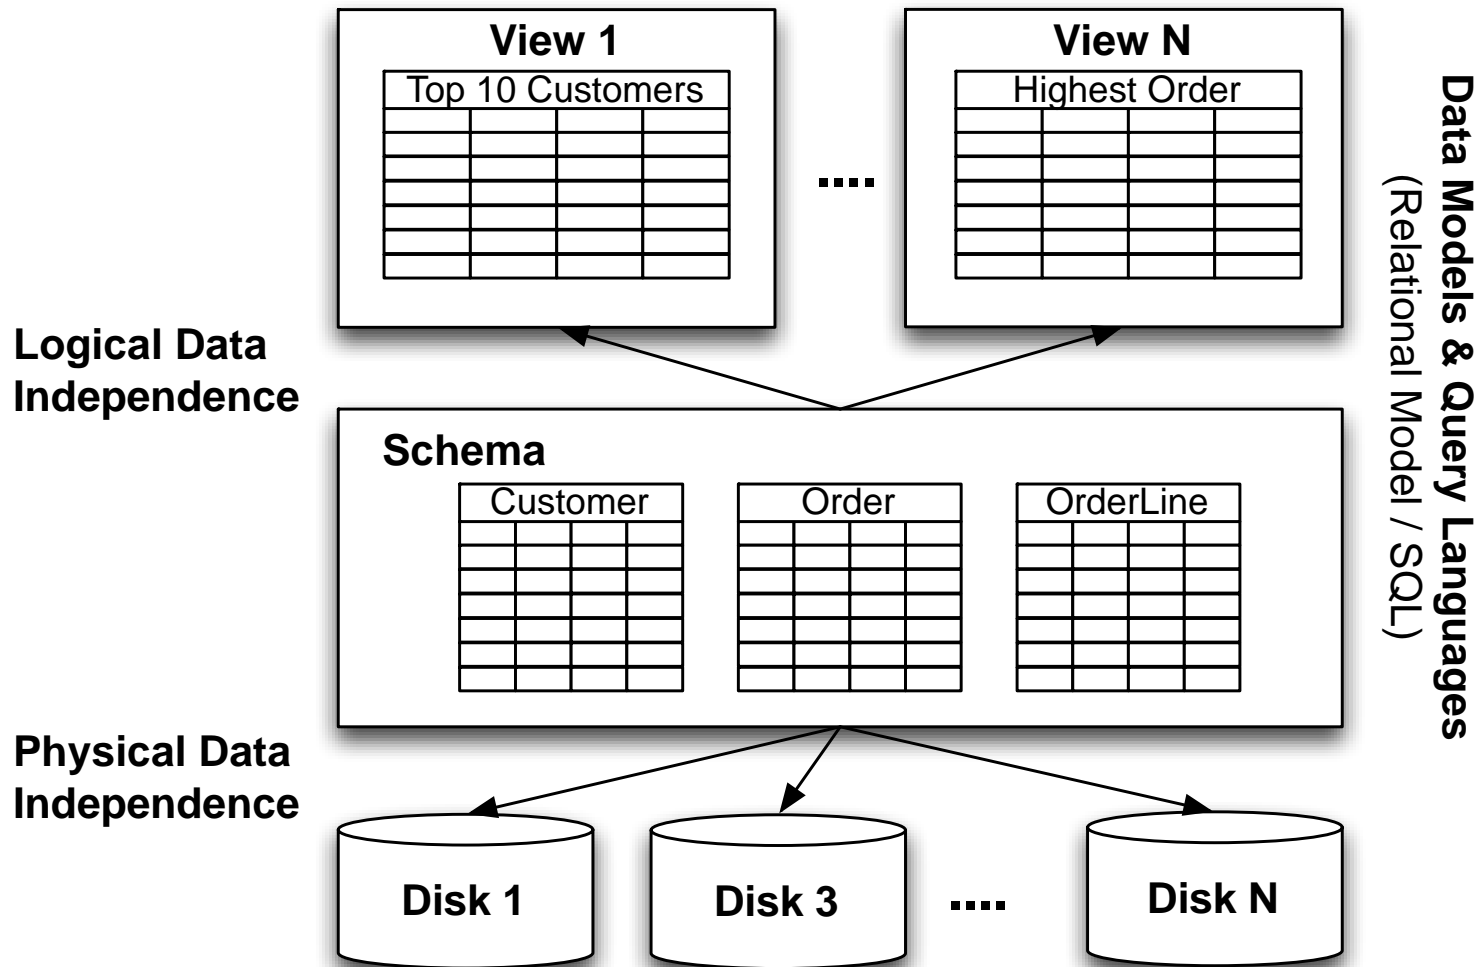 View 1
Top 10 Customers
....
View N
Highest Order
Logical Data
Independence
Schema
Customer
Order
OrderLine
Physical Data
Independence
Disk 1
Disk 3
....
Disk N
Data Models & Query Languages
(Relational Model / SQL)